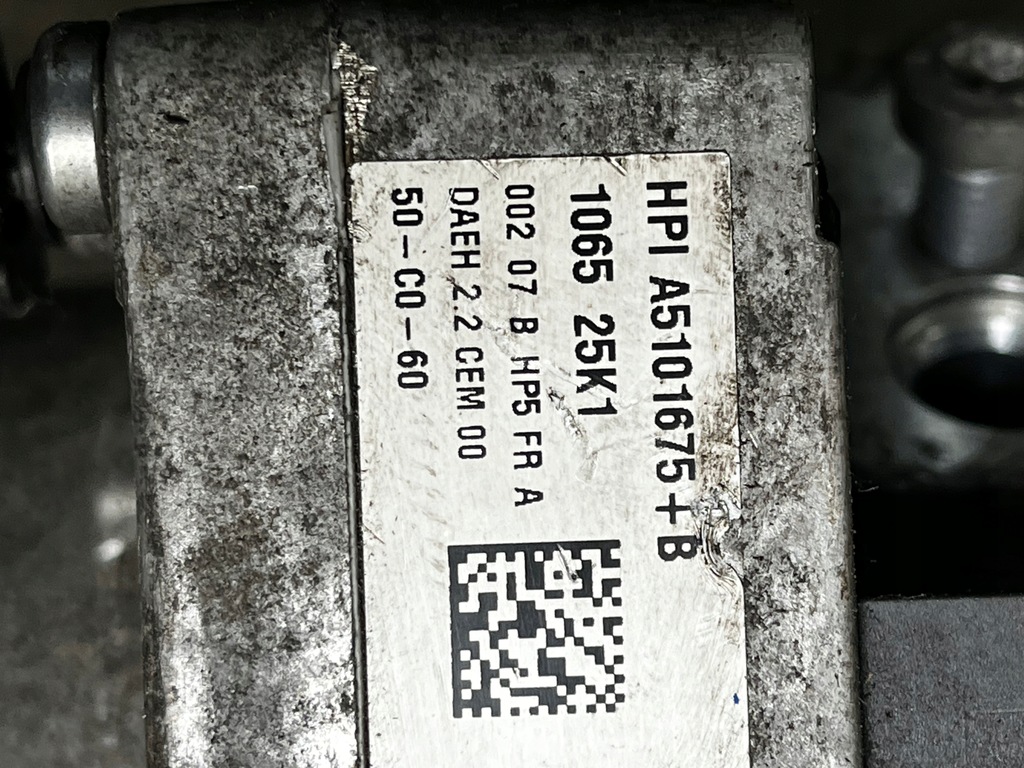 HPI A5101675+B
1065 25K1
002 07 B HP5 FR A
DAEH 2.2 CEM 00
50-C0-60